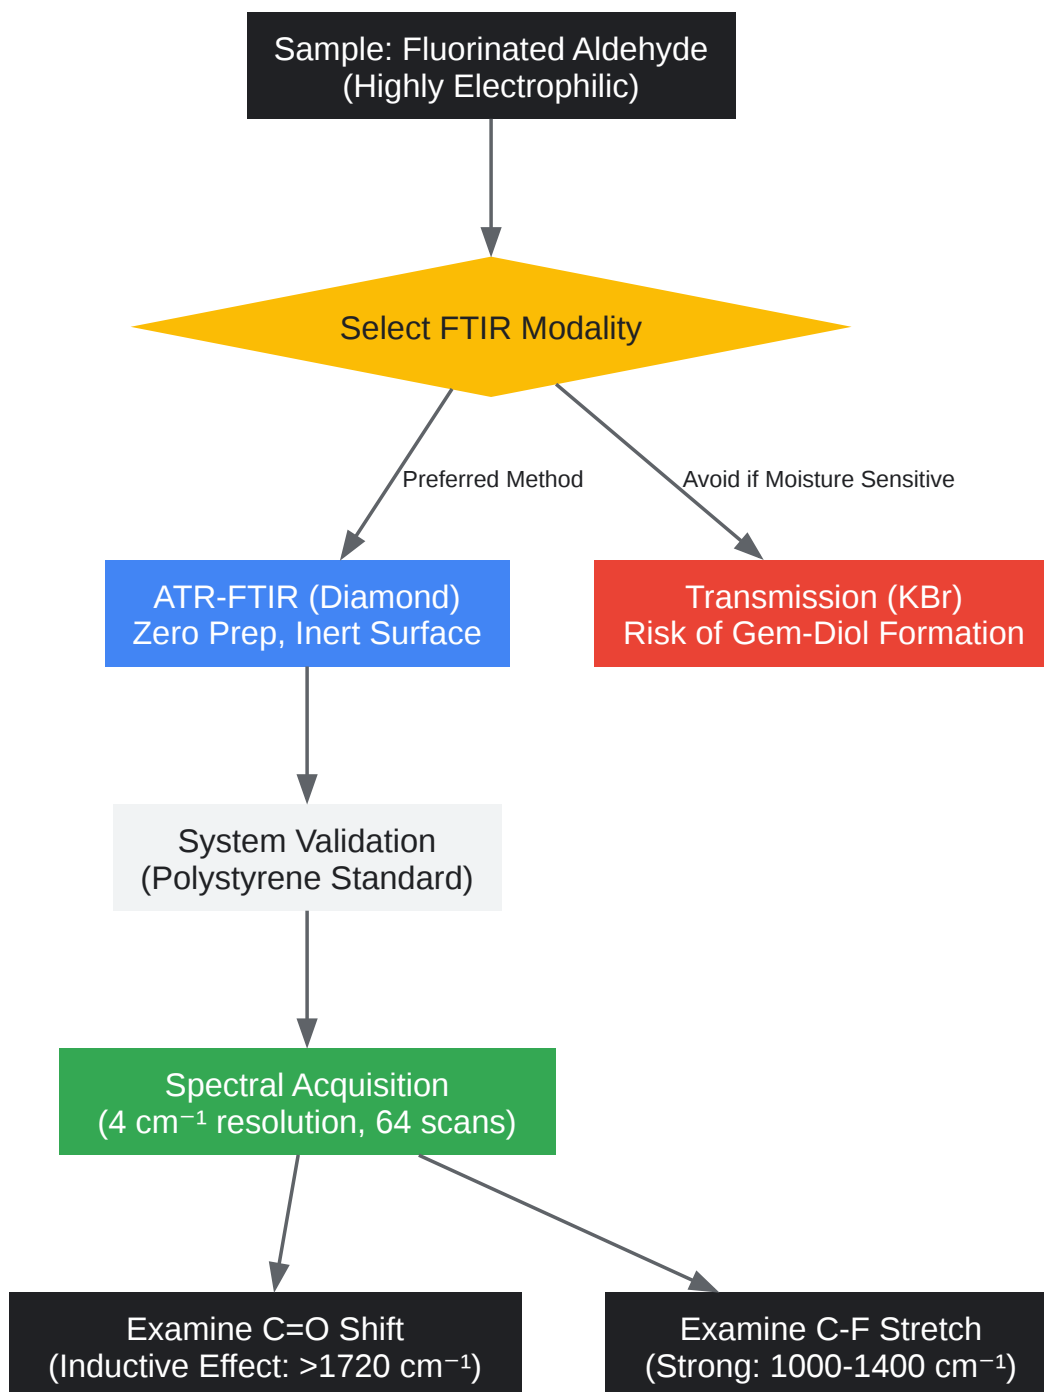 Sample: Fluorinated Aldehyde
(Highly Electrophilic)
Select FTIR Modality
Preferred Method
Avoid if Moisture Sensitive
ATR-FTIR (Diamond)
Zero Prep, Inert Surface
Transmission (KBr)
Risk of Gem-Diol Formation
System Validation
(Polystyrene Standard)
Spectral Acquisition
(4 cm⁻¹ resolution, 64 scans)
Examine C=O Shift
(Inductive Effect: >1720 cm⁻¹)
Examine C-F Stretch
(Strong: 1000-1400 cm⁻¹)